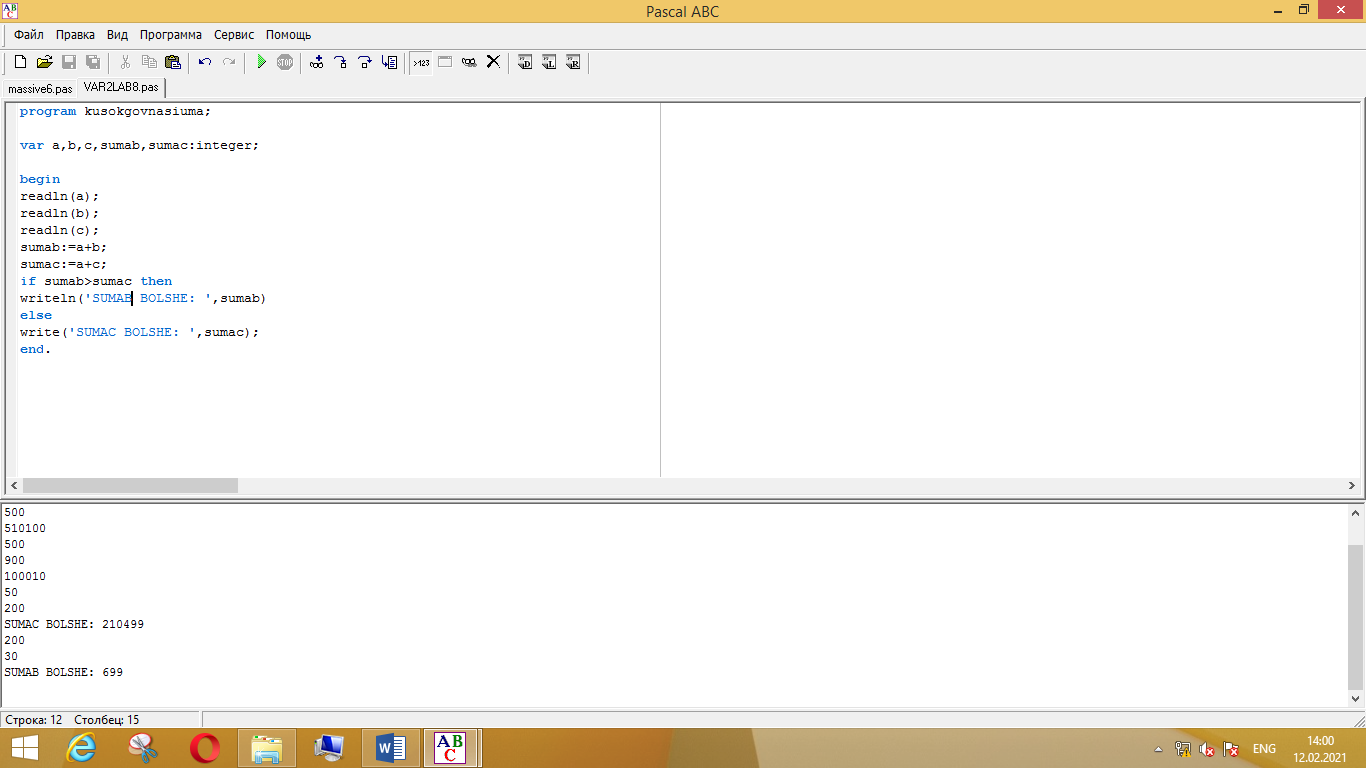 Pascal ABC
Файл Правка Вид Программа Сервис Помощь
massive6.pas VAR2LAB8.pas
program kusokgovnasiuma;
var a,b,c,sumab,sumac:integer;
begin
readln(a);
readln(b);
readln(c);
sumab:=a+b;
sumac:=a+c;
if sumab>sumac then
writeln('SUMAB BOLSHE: ',sumab)
else
write('SUMAC BOLSHE: ',sumac);
end.
500
510100
500
900
100010
50
200
SUMAC BOLSHE: 210499
200
30
SUMAB BOLSHE: 699
Строка: 12 Столбец: 15
ENG
14:00
12.02.2021